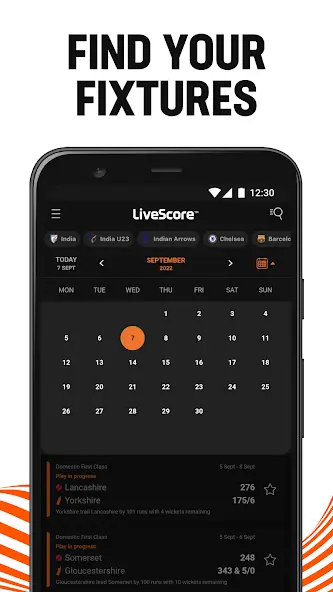 FIND YOUR
FIXTURES
12:30
LiveScore™
India India U23 Indian Arrows Chelsea Barcelo
TODAY
7 SEPT
SEPTEMBER
2022
MON TUE WED THU FRI SAT SUN
1 2 3 4
5 6 7 8 9 10 11
12 13 14 15 16 17 18
19 20 21 22 23 24 25
26 27 28 29 30
Domestic First Class 5 Sept - 8 Sept
Play in progress
Lancashire 276
Yorkshire 175/6
Yorkshire trail Lancashire by 101 runs with 4 wickets remaining
Domestic First Class 5 Sept - 6 Sept
Play in progress
Somerset 248
Gloucestershire 343 & 5/0
Gloucestershire lead Somerset by 100 runs with 10 wickets remaining